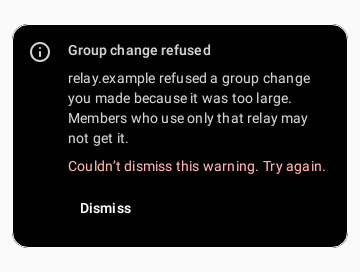 Group change refused
relay.example refused a group change
you made because it was too large.
Members who use only that relay may
not get it.
Couldn’t dismiss this warning. Try again.
Dismiss